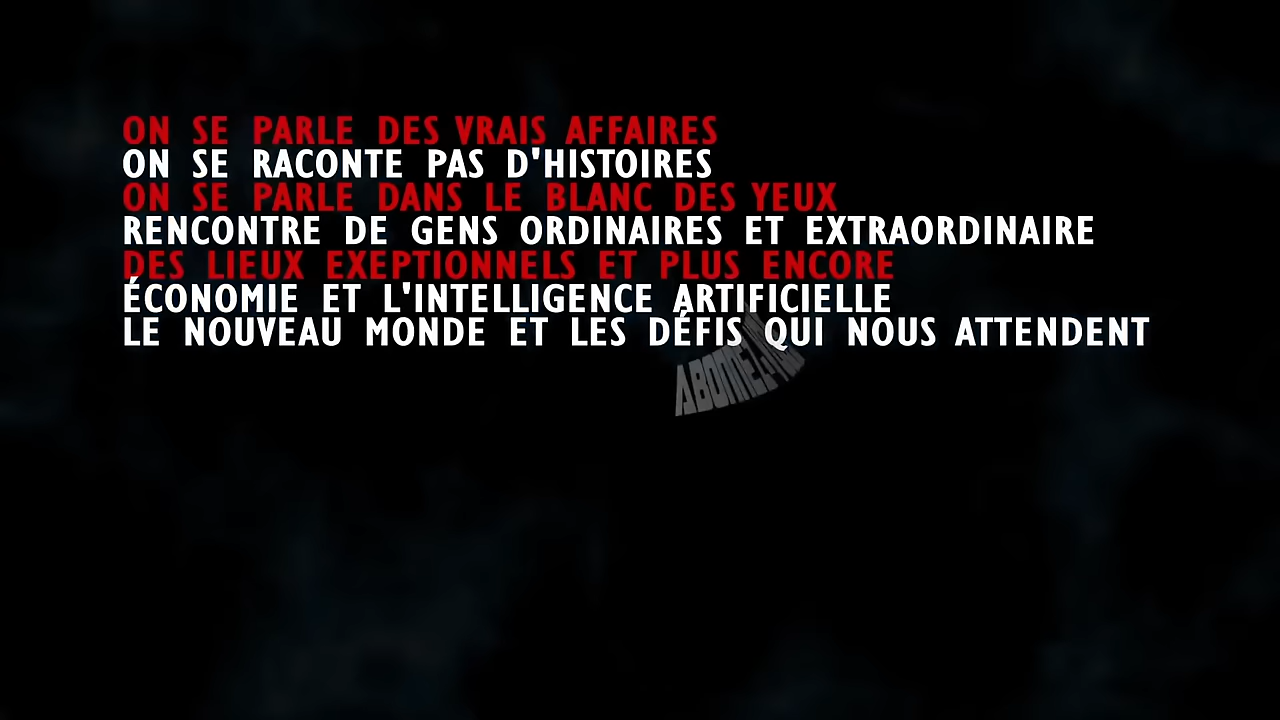 ON SE PARLE DES VRAIS AFFAIRES
ON SE RACONTE PAS D'HISTOIRES
ON SE PARLE DANS LE BLANC DES YEUX
RENCONTRE DE GENS ORDINAIRES ET EXTRAORDINAIRE
DES LIEUX EXEPTIONNELS ET PLUS ENCORE
ÉCONOMIE ET L'INTELLIGENCE ARTIFICIELLE
LE NOUVEAU MONDE ET LES DÉFIS QUI NOUS ATTENDENT